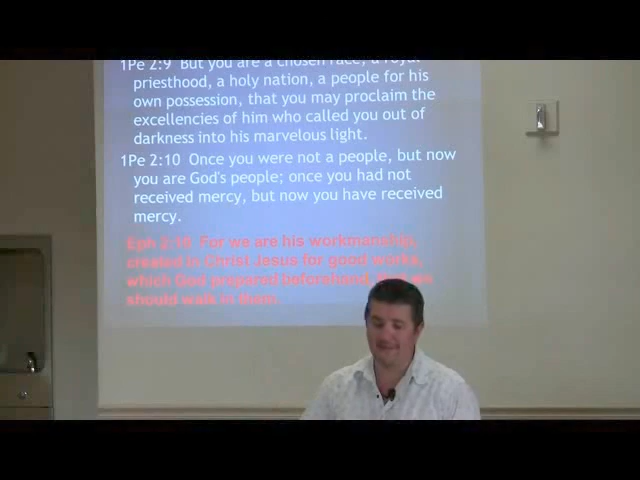 1Pe 2:9 But you are a chosen race, a royal
priesthood, a holy nation, a people for his
own possession, that you may proclaim the
excellencies of him who called you out of
darkness into his marvelous light.
1Pe 2:10 Once you were not a people, but now
you are God's people; once you had not
received mercy, but now you have received
mercy.
Eph 2:10 For we are his workmanship,
created in Christ Jesus for good works,
which God prepared beforehand, that we
should walk in them.